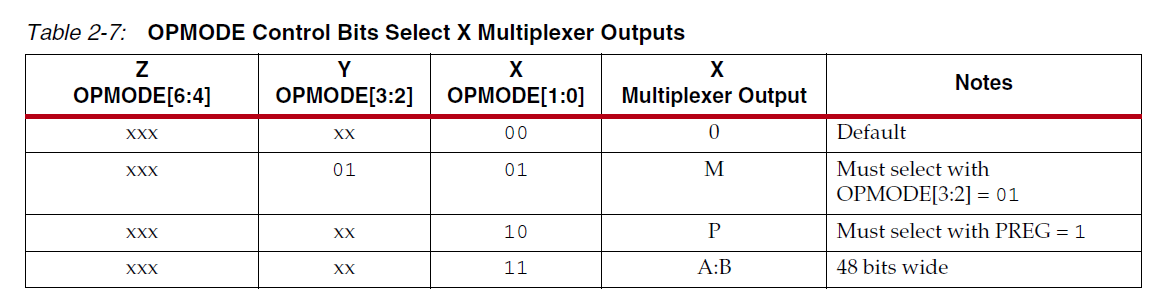 Table 2-7: OPMODE Control Bits Select X Multiplexer Outputs
Z OPMODE[6:4] Y OPMODE[3:2] X OPMODE[1:0] X Multiplexer Output Notes
xxx xx 00 0 Default
xxx 01 01 M Must select with
OPMODE[3:2] = 01
xxx xx 10 P Must select with PREG = 1
xxx xx 11 A:B 48 bits wide